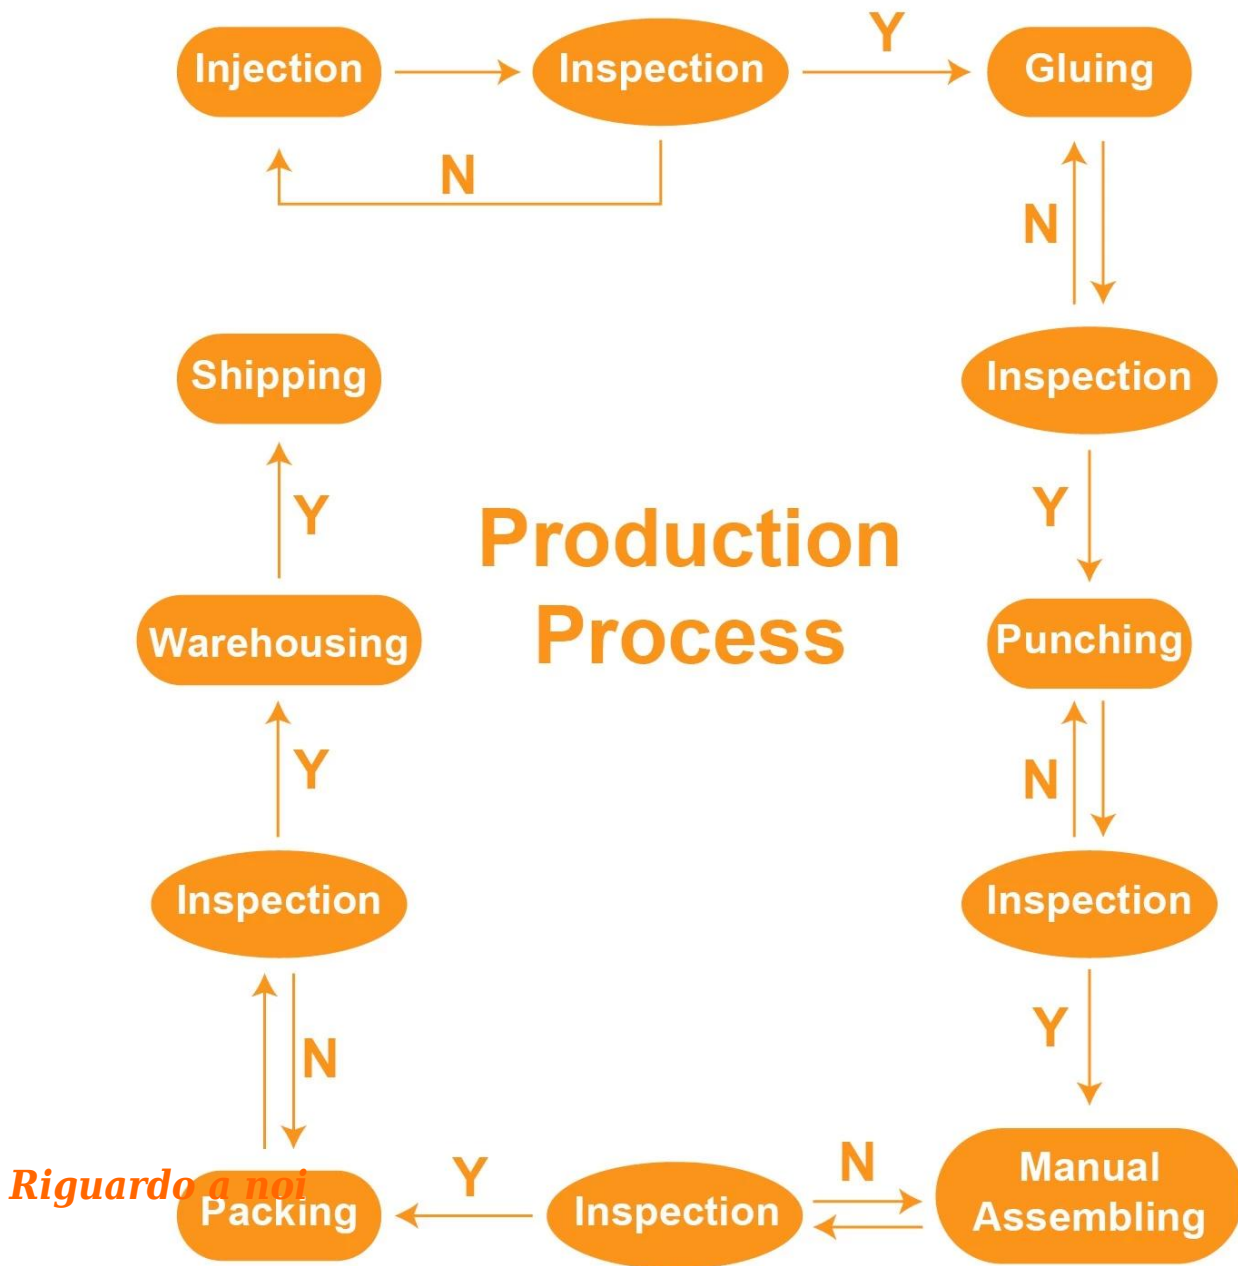 Injection
Inspection
Y
Gluing
N
N
Inspection
Shipping
Y
Y
Production
Process
Warehousing
Punching
Y
N
Inspection
Inspection
N
Y
Manual
Assembling
N
Y
Inspection
Packing
Riguardo a noi